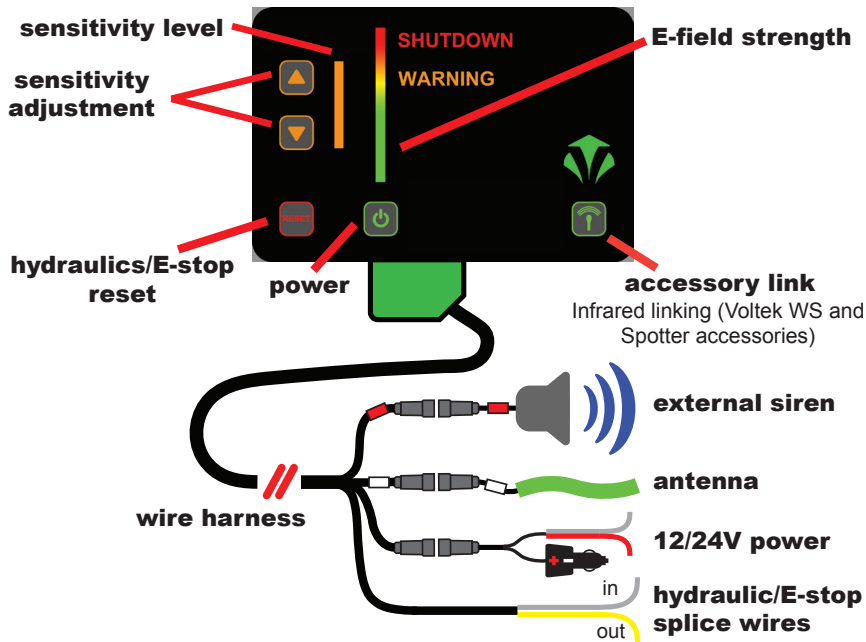 sensitivity level
SHUTDOWN
E-field strength
WARNING
sensitivity
adjustment
RESET
hydraulics/E-stop
reset
power
accessory link
Infrared linking (Voltek WS and
Spotter accessories)
external siren
antenna
wire harness
12/24V power
in
hydraulic/E-stop
splice wires
out